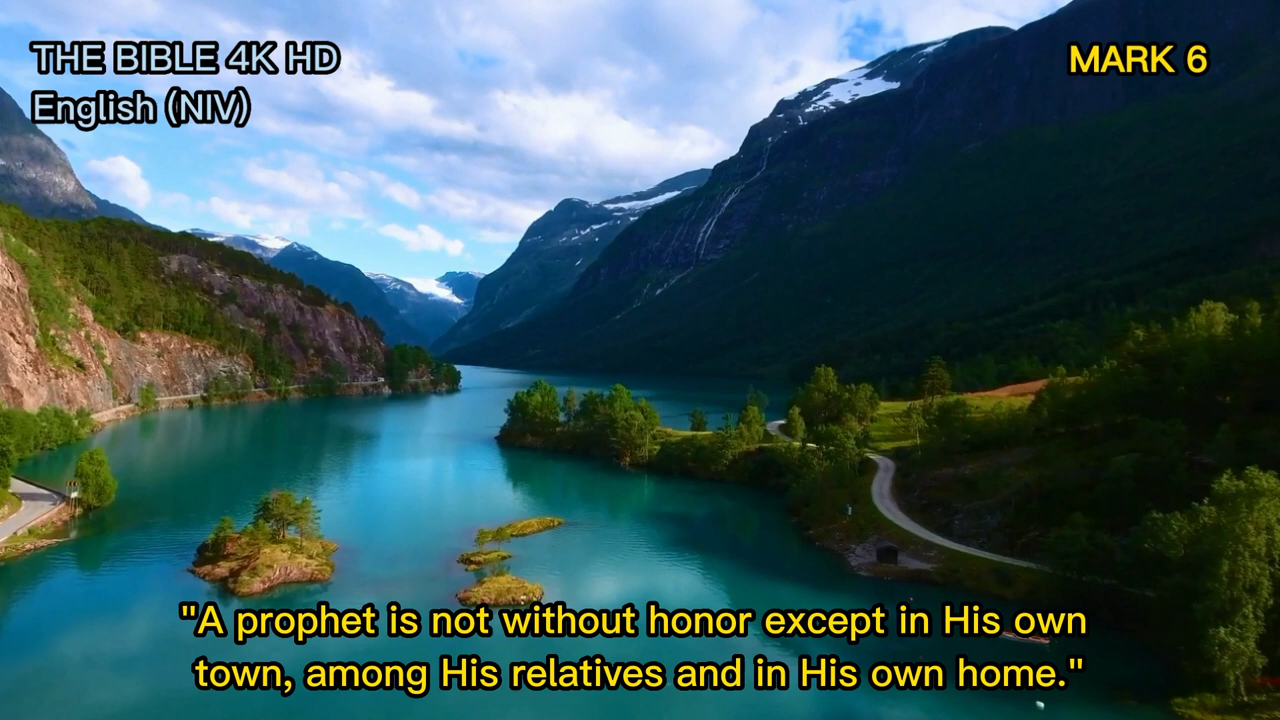 THE BIBLE 4K HD
English (NIV)
MARK 6
"A prophet is not without honor except in His own
town, among His relatives and in His own home."